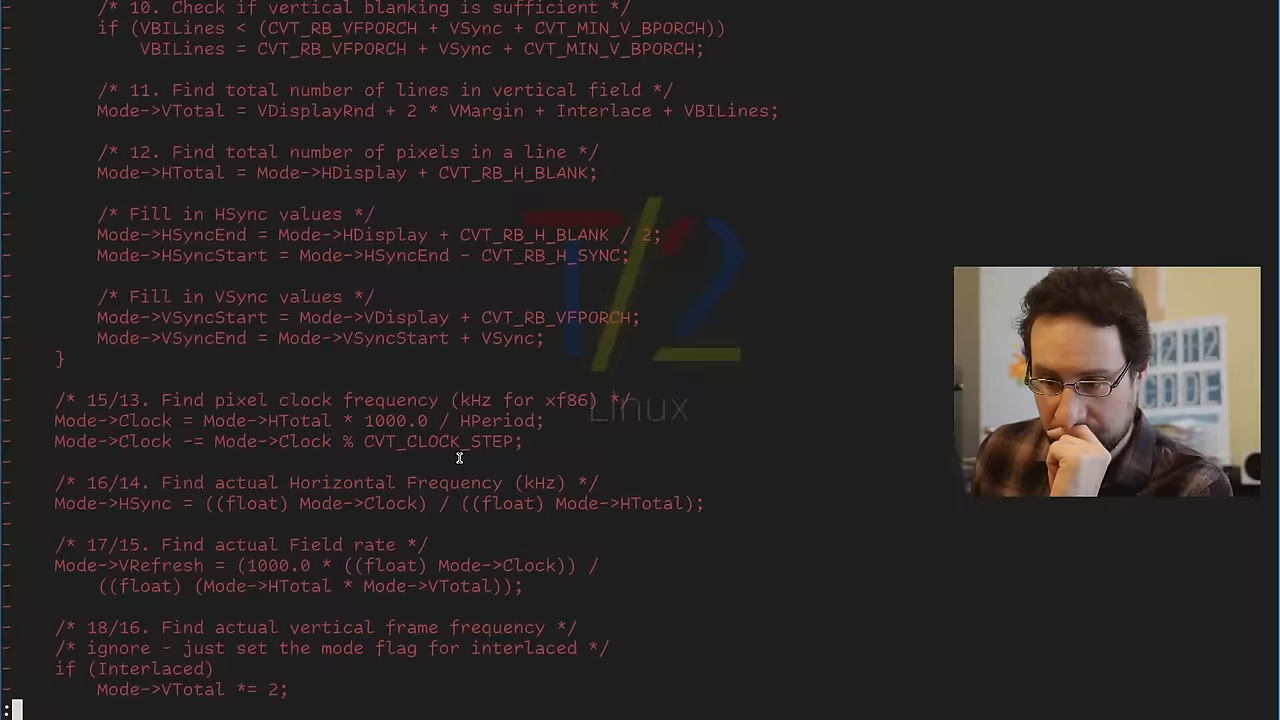 -        /* 10. Check if vertical blanking is sufficient */
-        if (VBILines < (CVT_RB_VFPORCH + VSync + CVT_MIN_V_BPORCH))
-            VBILines = CVT_RB_VFPORCH + VSync + CVT_MIN_V_BPORCH;
-
-        /* 11. Find total number of lines in vertical field */
-        Mode->VTotal = VDisplayRnd + 2 * VMargin + Interlace + VBILines;
-
-        /* 12. Find total number of pixels in a line */
-        Mode->HTotal = Mode->HDisplay + CVT_RB_H_BLANK;
-
-        /* Fill in HSync values */
-        Mode->HSyncEnd = Mode->HDisplay + CVT_RB_H_BLANK / 2;
-        Mode->HSyncStart = Mode->HSyncEnd - CVT_RB_H_SYNC;
-
-        /* Fill in VSync values */
-        Mode->VSyncStart = Mode->VDisplay + CVT_RB_VFPORCH;
-        Mode->VSyncEnd = Mode->VSyncStart + VSync;
-    }
-
-    /* 15/13. Find pixel clock frequency (kHz for xf86) */
-    Mode->Clock = Mode->HTotal * 1000.0 / HPeriod;
-    Mode->Clock -= Mode->Clock % CVT_CLOCK_STEP;
-
-    /* 16/14. Find actual Horizontal Frequency (kHz) */
-    Mode->HSync = ((float) Mode->Clock) / ((float) Mode->HTotal);
-
-    /* 17/15. Find actual Field rate */
-    Mode->VRefresh = (1000.0 * ((float) Mode->Clock)) /
-        ((float) (Mode->HTotal * Mode->VTotal));
-
-    /* 18/16. Find actual vertical frame frequency */
-    /* ignore - just set the mode flag for interlaced */
-    if (Interlaced)
-        Mode->VTotal *= 2;
:
T/2
Linux